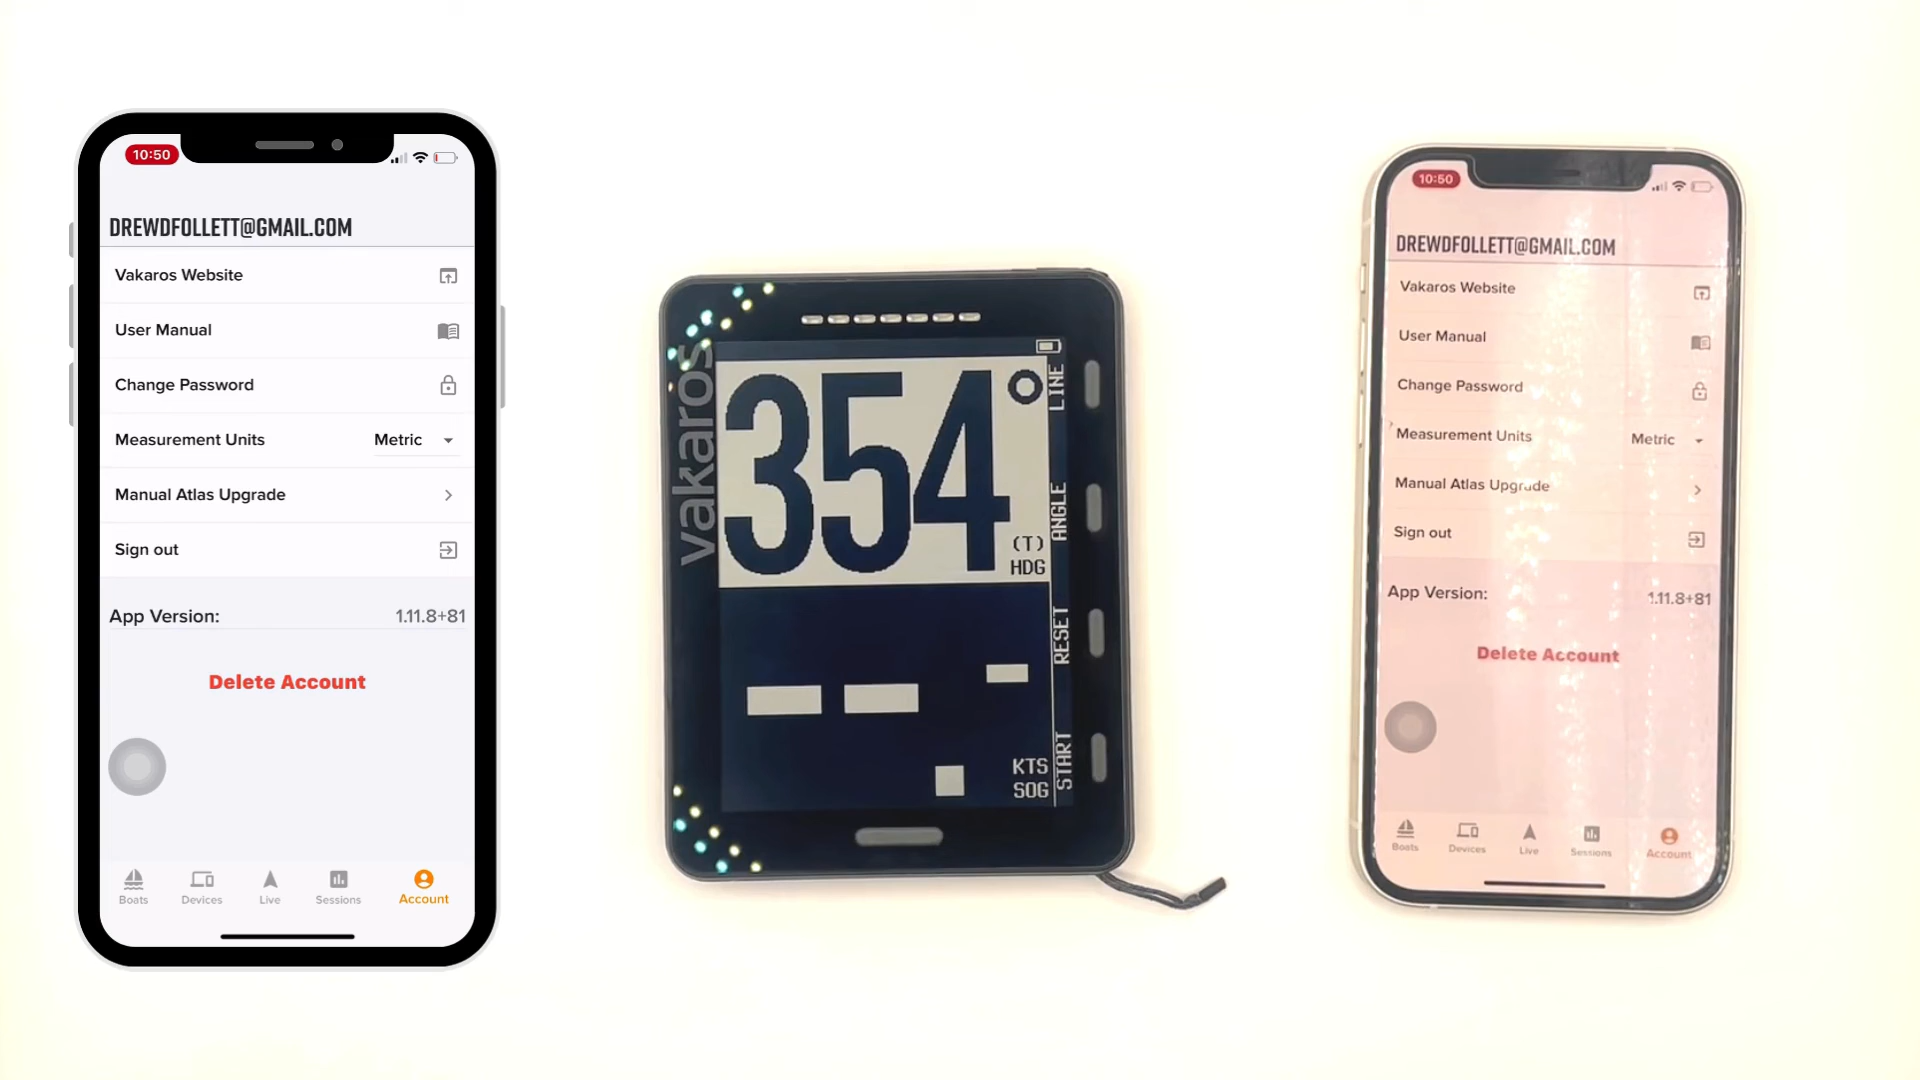 10:50
DREWDFOLLETT@GMAIL.COM
Vakaros Website
User Manual
Change Password
Measurement Units Metric
Manual Atlas Upgrade
Sign out
App Version: 1.11.8+81
Delete Account
Boats Devices Live Sessions Account
vakaros
354°
(T)
HDG
-- -
.
KTS
SOG
LINE
ANGLE
RESET
START
10:50
DREWDFOLLETT@GMAIL.COM
Vakaros Website
User Manual
Change Password
Measurement Units Metric
Manual Atlas Upgrade
Sign out
App Version: 1.11.8+81
Delete Account
Boats Devices Live Sessions Account